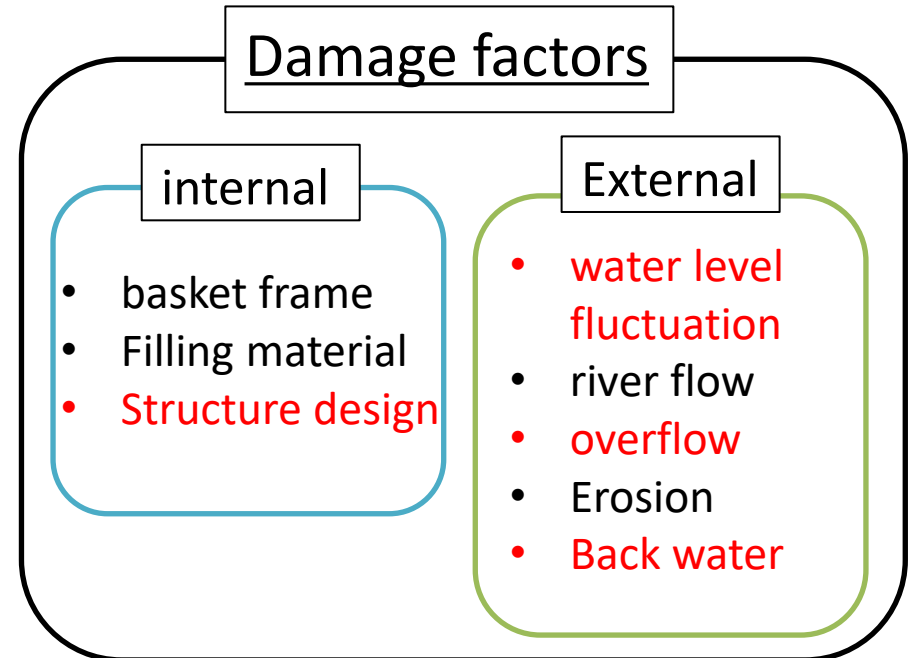 Damage factors
internal
• basket frame
• Filling material
• Structure design
External
• water level
fluctuation
• river flow
• overflow
• Erosion
• Back water